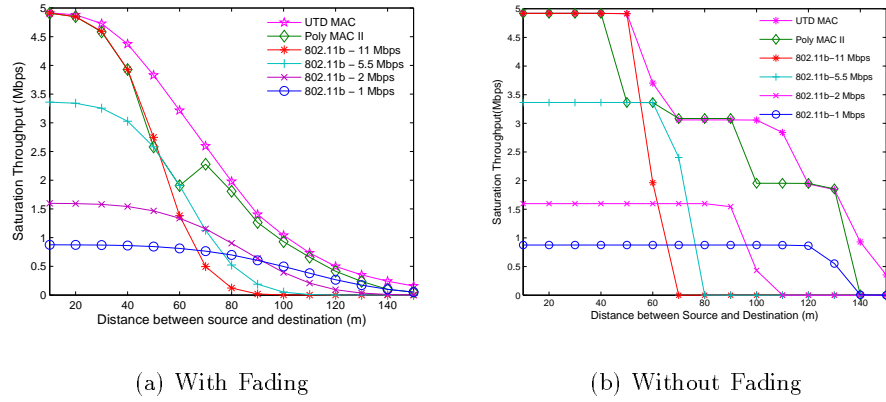 5
4.5
4
3.5
3
2.5
2
1.5
1
0.5
0
Saturation Throughput (Mbps)
20 40 60 80 100 120 140
Distance between source and destination (m)
UTD MAC
Poly MAC II
802.11b − 11 Mbps
802.11b − 5.5 Mbps
802.11b − 2 Mbps
802.11b − 1 Mbps
(a) With Fading
5
4.5
4
3.5
3
2.5
2
1.5
1
0.5
0
Saturation Throughput(Mbps)
20 40 60 80 100 120 140
Distance between Source and Destination (m)
UTD MAC
Poly MAC II
802.11b−11 Mbps
802.11b−5.5 Mbps
802.11b−2 Mbps
802.11b−1 Mbps
(b) Without Fading